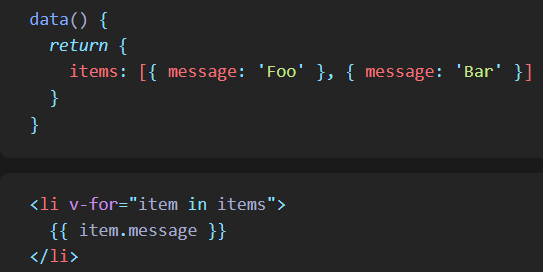 data() {
  return {
    items: [{ message: 'Foo' }, { message: 'Bar' }]
  }
}
<li v-for="item in items">
  {{ item.message }}
</li>